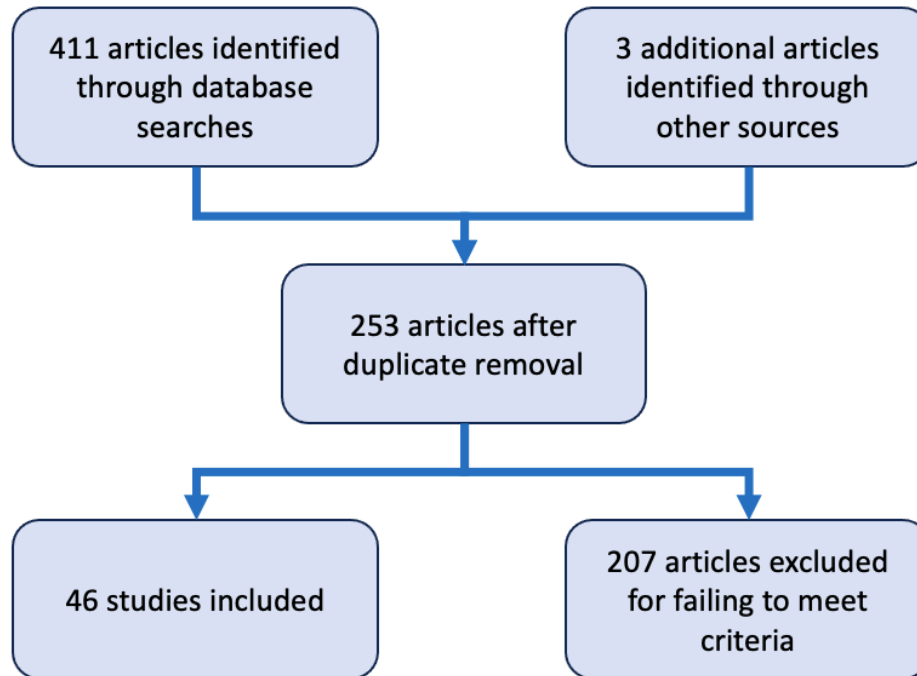 411 articles identified
through database
searches
3 additional articles
identified through
other sources
253 articles after
duplicate removal
46 studies included
207 articles excluded
for failing to meet
criteria